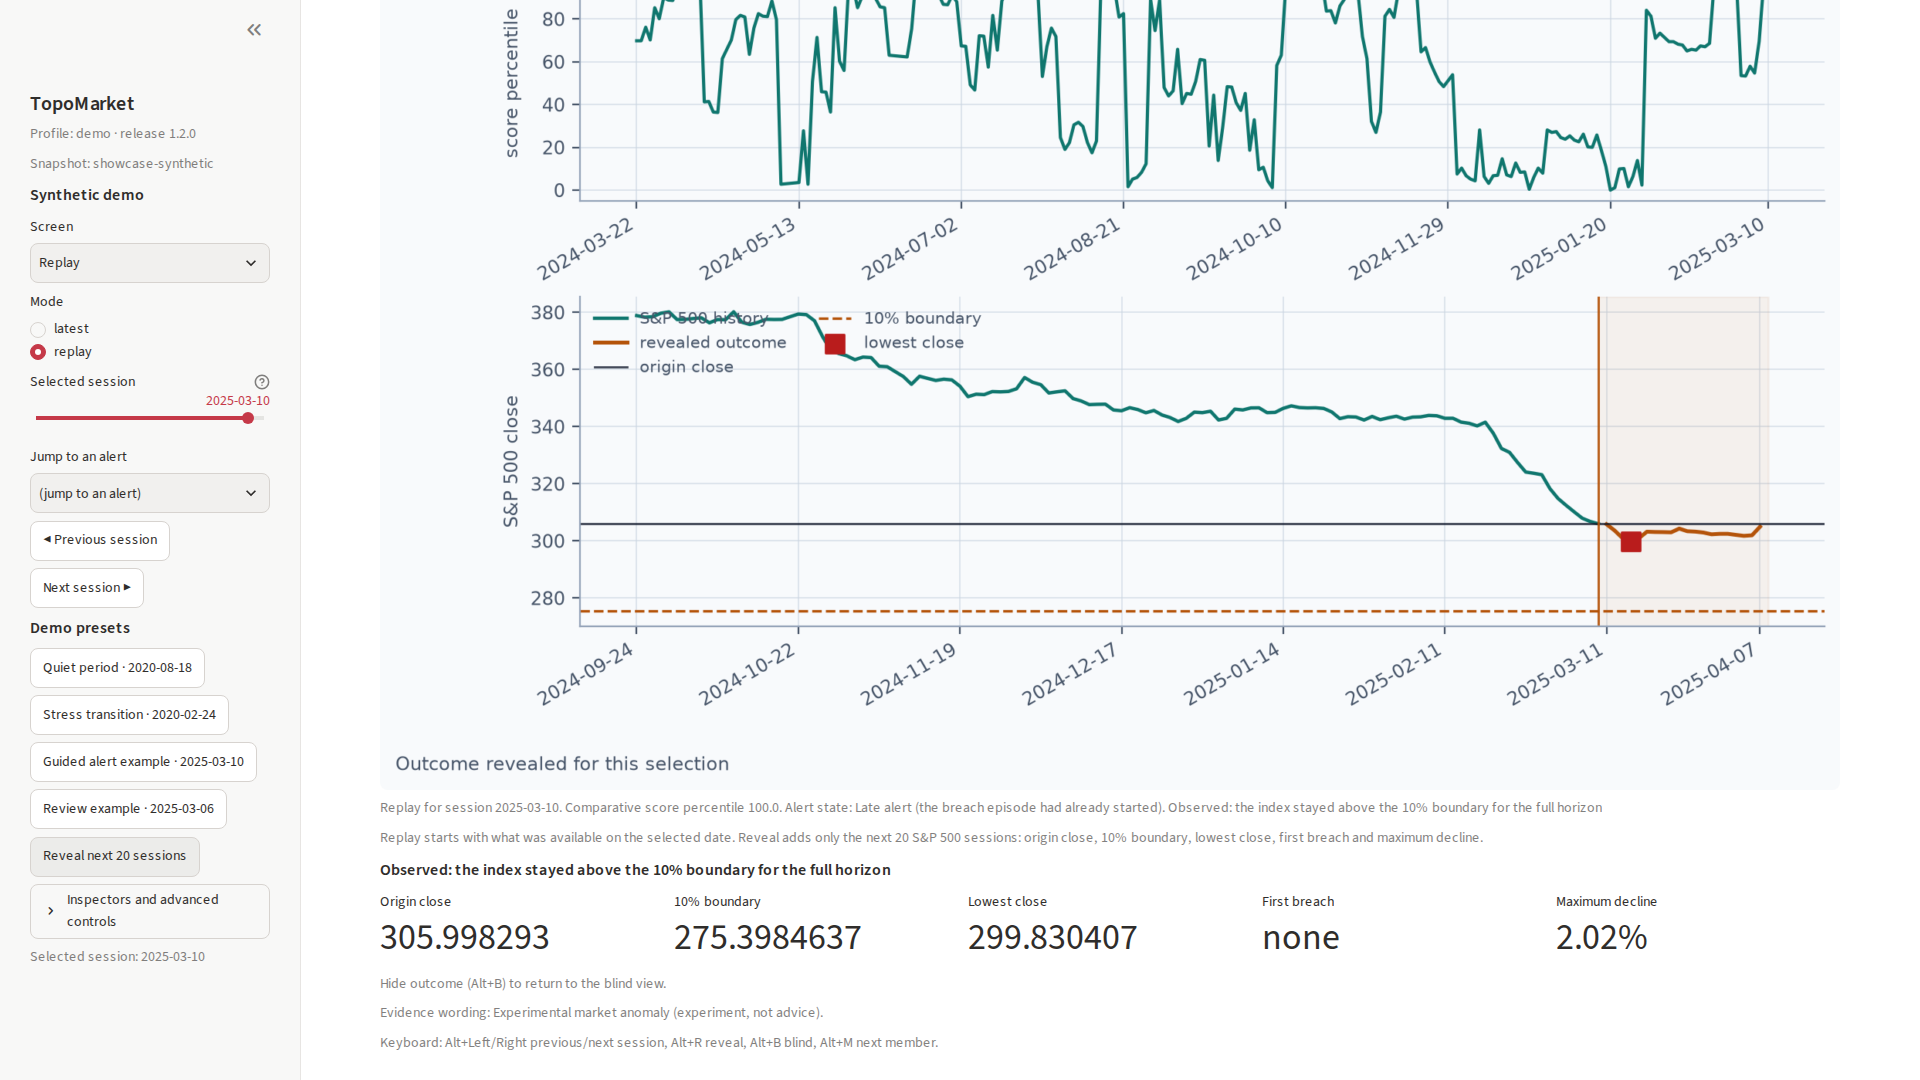 TopoMarket
Profile: demo · release 1.2.0
Snapshot: showcase-synthetic
Synthetic demo
Screen
Replay
Mode
latest
replay
Selected session
2025-03-10
Jump to an alert
(jump to an alert)
◂ Previous session
Next session ▸
Demo presets
Quiet period · 2020-08-18
Stress transition · 2020-02-24
Guided alert example · 2025-03-10
Review example · 2025-03-06
Reveal next 20 sessions
Inspectors and advanced
controls
Selected session: 2025-03-10
score percentile
80
60
40
20
0
2024-03-22
2024-05-13
2024-07-02
2024-08-21
2024-10-10
2024-11-29
2025-01-20
2025-03-10
S&P 500 close
380
360
340
320
300
280
S&P 500 history
revealed outcome
origin close
10% boundary
lowest close
2024-09-24
2024-10-22
2024-11-19
2024-12-17
2025-01-14
2025-02-11
2025-03-11
2025-04-07
Outcome revealed for this selection
Replay for session 2025-03-10. Comparative score percentile 100.0. Alert state: Late alert (the breach episode had already started). Observed: the index stayed above the 10% boundary for the full horizon
Replay starts with what was available on the selected date. Reveal adds only the next 20 S&P 500 sessions: origin close, 10% boundary, lowest close, first breach and maximum decline.
Observed: the index stayed above the 10% boundary for the full horizon
Origin close
305.998293
10% boundary
275.3984637
Lowest close
299.830407
First breach
none
Maximum decline
2.02%
Hide outcome (Alt+B) to return to the blind view.
Evidence wording: Experimental market anomaly (experiment, not advice).
Keyboard: Alt+Left/Right previous/next session, Alt+R reveal, Alt+B blind, Alt+M next member.